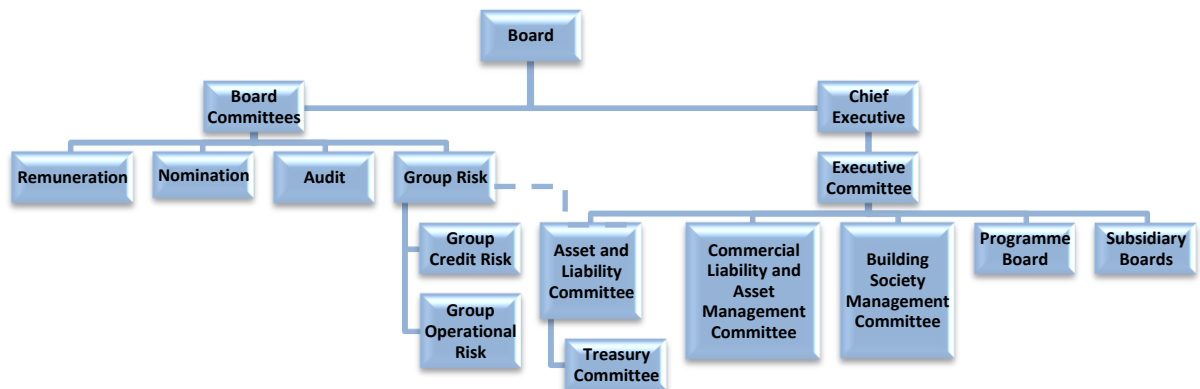 Board
Board
Committees
Chief
Executive
Remuneration
Nomination
Audit
Group Risk
Executive
Committee
Group
Credit Risk
Group
Operational
Risk
Asset and
Liability
Committee
Treasury
Committee
Commercial
Liability and
Asset
Management
Committee
Building
Society
Management
Committee
Programme
Board
Subsidiary
Boards